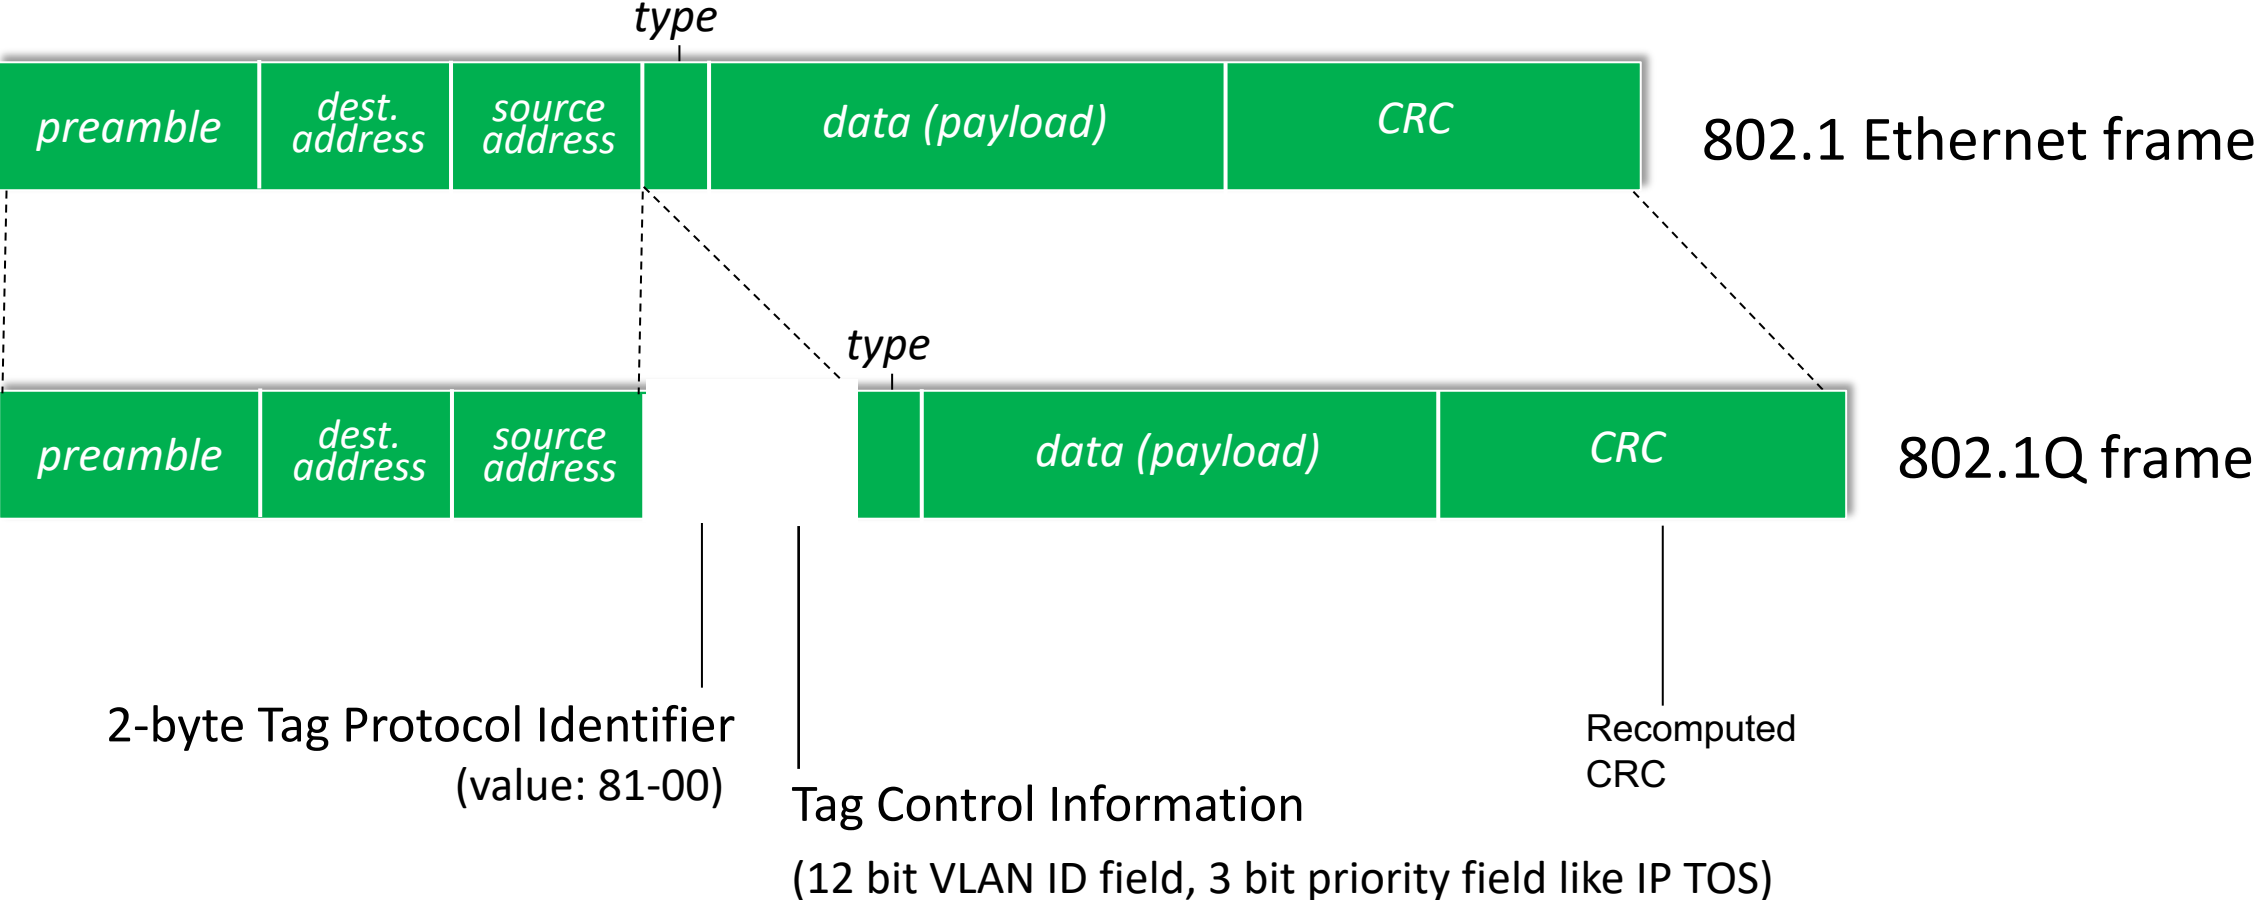 type
preamble
dest.
address
source
address
data (payload)
CRC
802.1 Ethernet frame
type
preamble
dest.
address
source
address
data (payload)
CRC
802.1Q frame
2-byte Tag Protocol Identifier
(value: 81-00)
Tag Control Information
(12 bit VLAN ID field, 3 bit priority field like IP TOS)
Recomputed
CRC